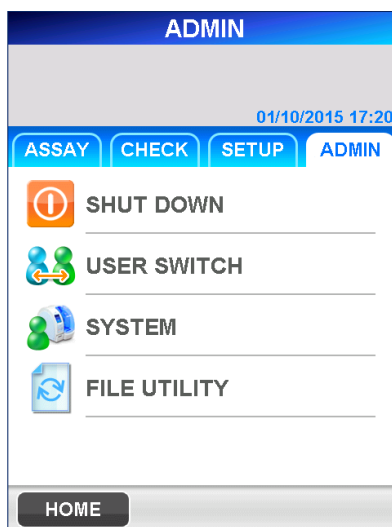 ADMIN
01/10/2015 17:20
ASSAY CHECK SETUP ADMIN
SHUT DOWN
USER SWITCH
SYSTEM
FILE UTILITY
HOME